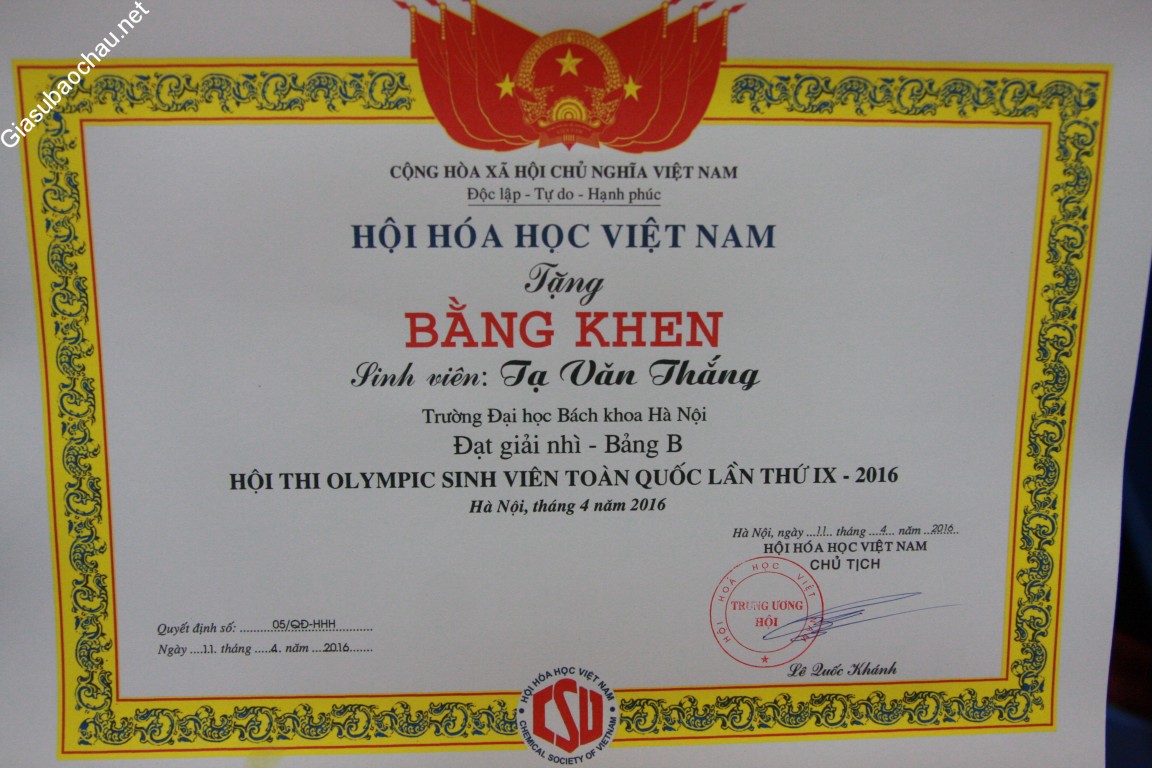 Giasubaochau.net
CỘNG HÒA XÃ HỘI CHỦ NGHĨA VIỆT NAM
Độc lập - Tự do - Hạnh phúc
HỘI HÓA HỌC VIỆT NAM
Tặng
BẰNG KHEN
Sinh viên: Tạ Văn Thắng
Trường Đại học Bách khoa Hà Nội
Đạt giải nhì - Bảng B
HỘI THI OLYMPIC SINH VIÊN TOÀN QUỐC LẦN THỨ IX - 2016
Hà Nội, tháng 4 năm 2016
Hà Nội, ngày ...11.. tháng ...4... năm ..2016..
HỘI HÓA HỌC VIỆT NAM
CHỦ TỊCH
HỘI HOÁ HỌC VIỆT NAM
TRUNG ƯƠNG
HỘI
Lê Quốc Khánh
Quyết định số: ..........05/QĐ-HHH...........
Ngày ....11. tháng .....4. năm ...2016.......
HỘI HÓA HỌC VIỆT NAM
CSV
CHEMICAL SOCIETY OF VIETNAM